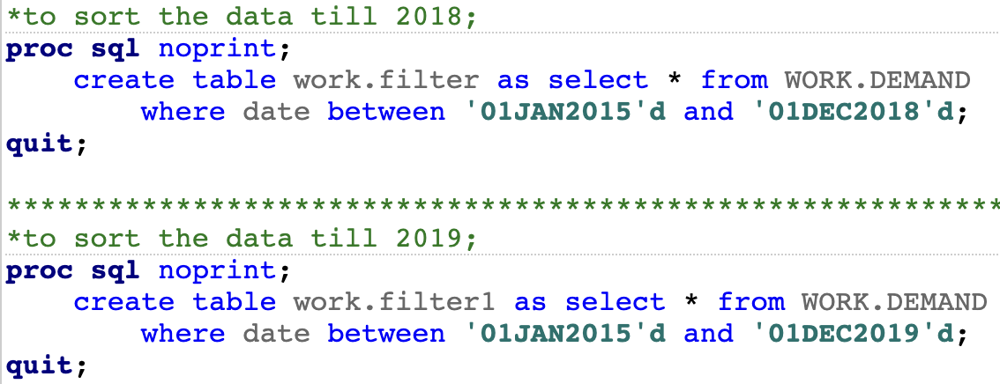 *to sort the data till 2018;
proc sql noprint;
    create table work.filter as select * from WORK.DEMAND
        where date between '01JAN2015'd and '01DEC2018'd;
quit;
***********************************************************
*to sort the data till 2019;
proc sql noprint;
    create table work.filter1 as select * from WORK.DEMAND
        where date between '01JAN2015'd and '01DEC2019'd;
quit;